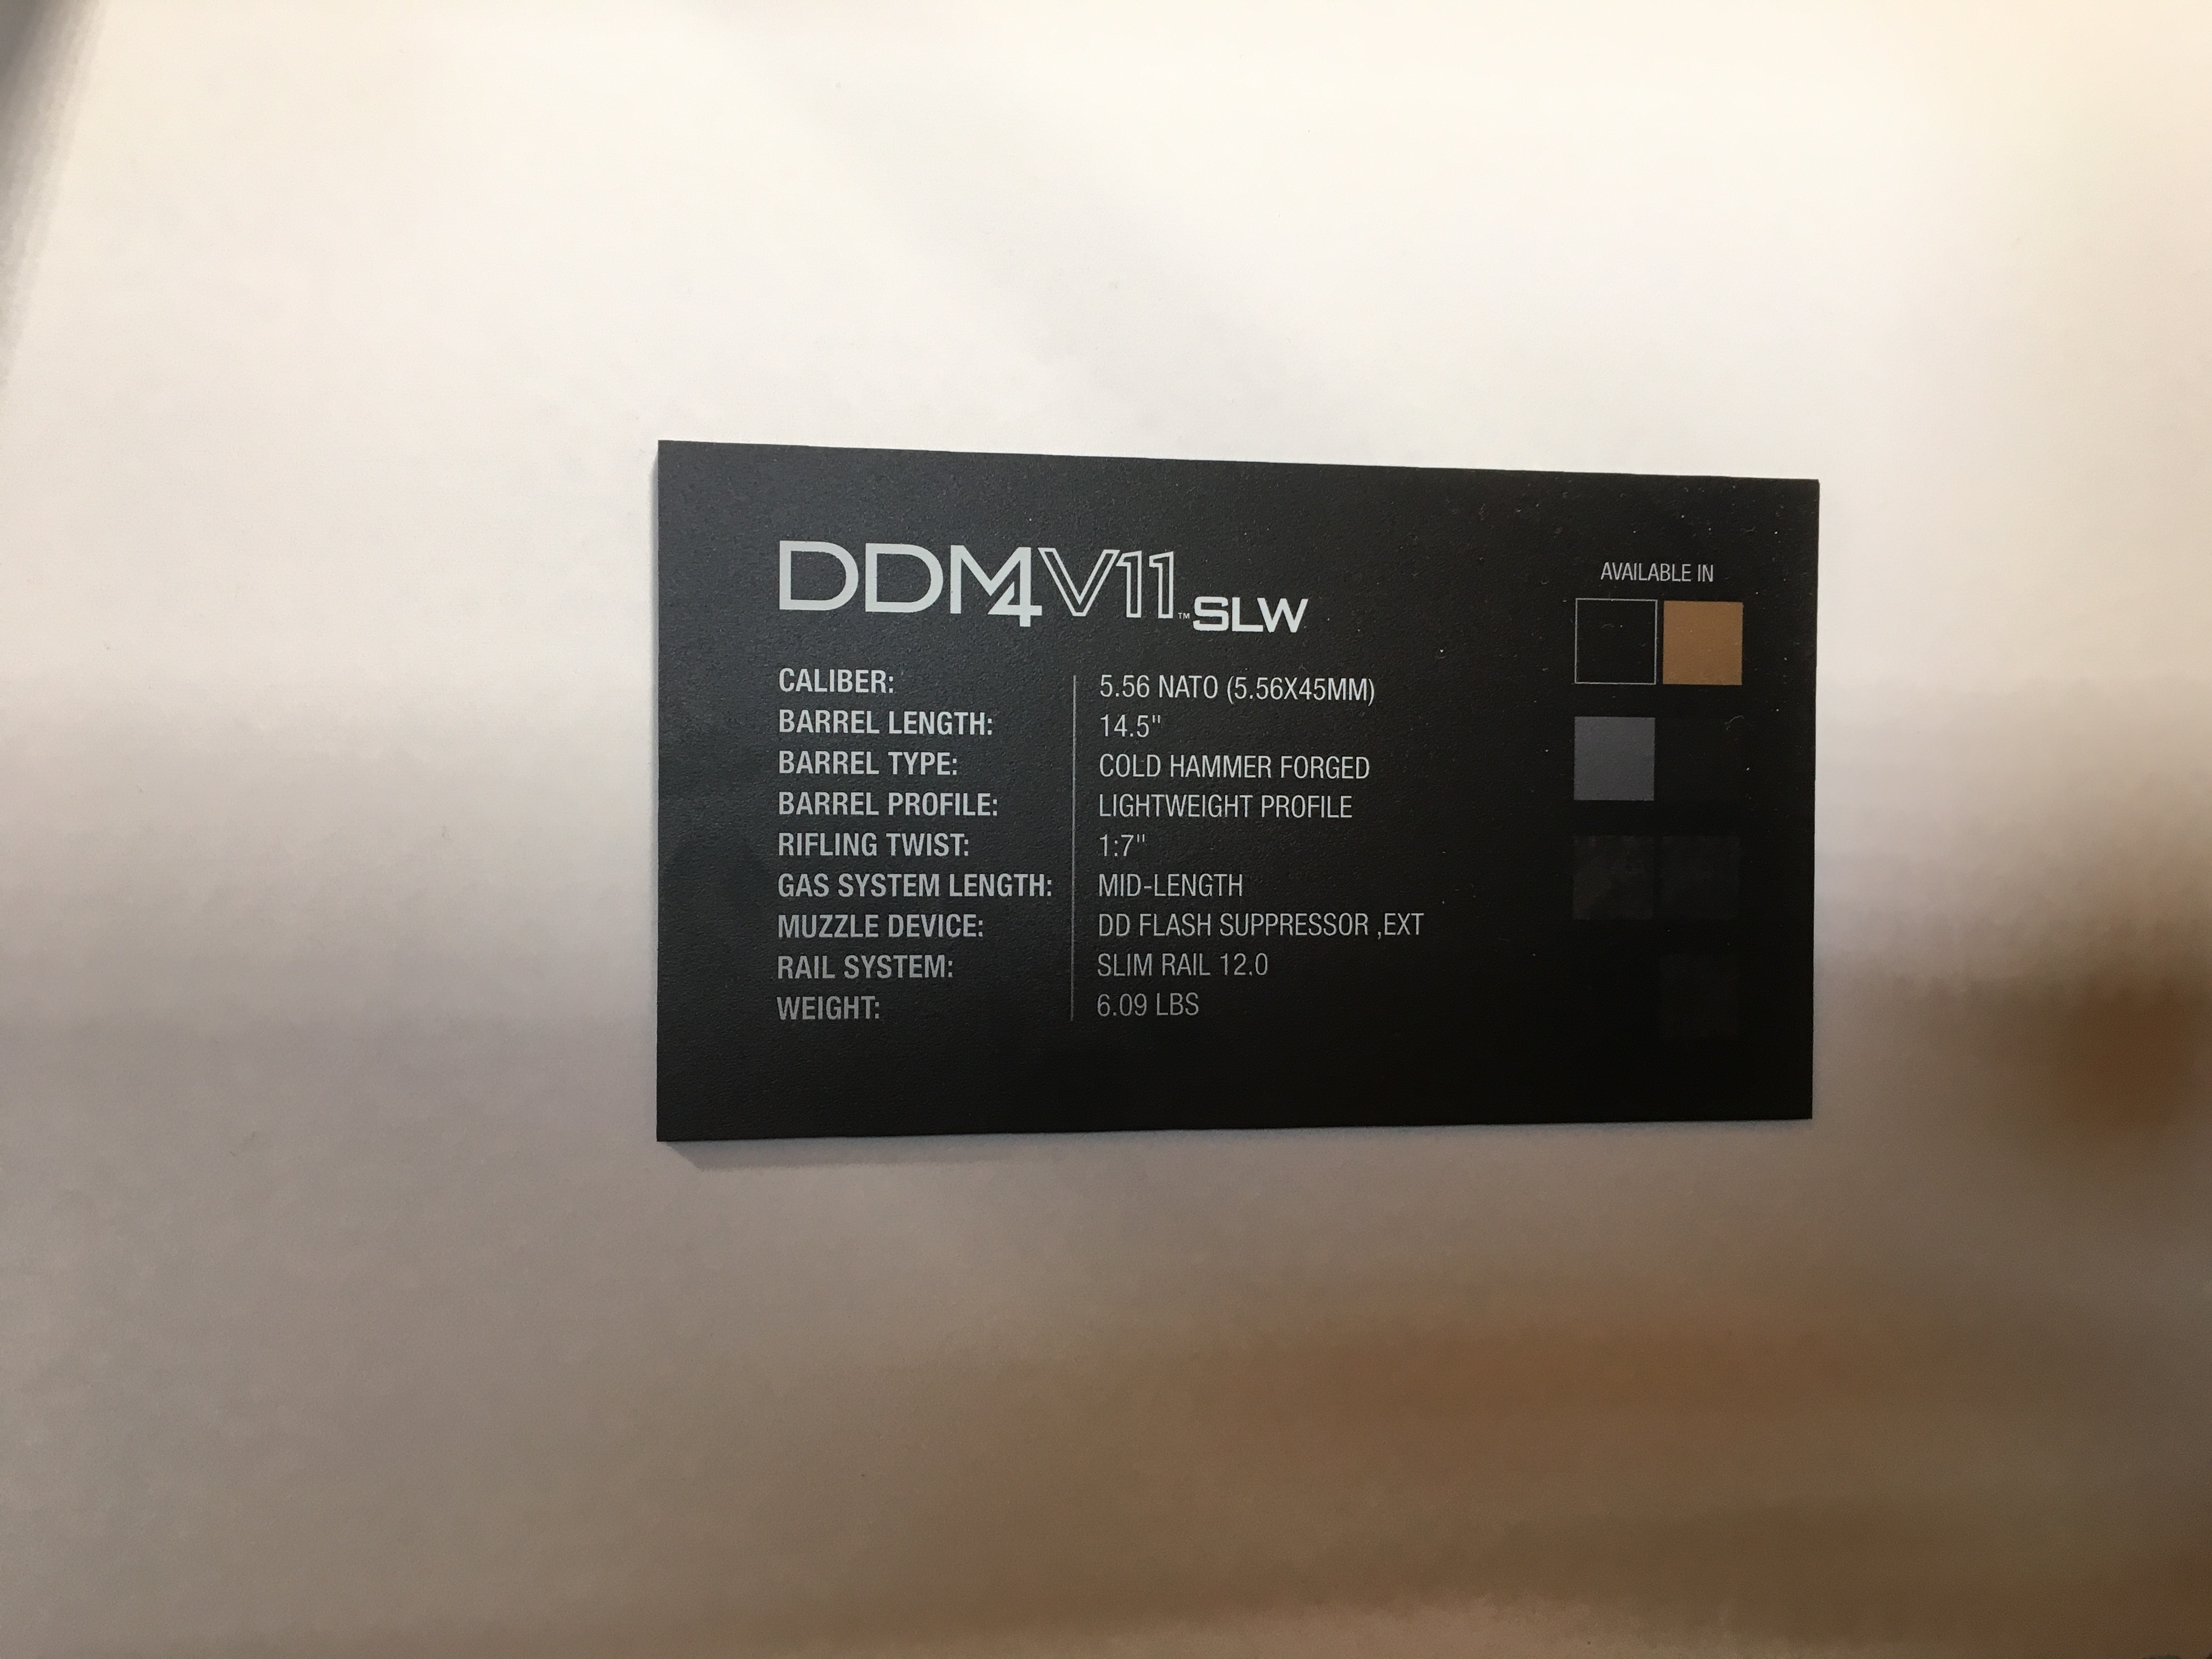 DDM4V11™ SLW
AVAILABLE IN
CALIBER: 5.56 NATO (5.56X45MM)
BARREL LENGTH: 14.5"
BARREL TYPE: COLD HAMMER FORGED
BARREL PROFILE: LIGHTWEIGHT PROFILE
RIFLING TWIST: 1:7"
GAS SYSTEM LENGTH: MID-LENGTH
MUZZLE DEVICE: DD FLASH SUPPRESSOR ,EXT
RAIL SYSTEM: SLIM RAIL 12.0
WEIGHT: 6.09 LBS